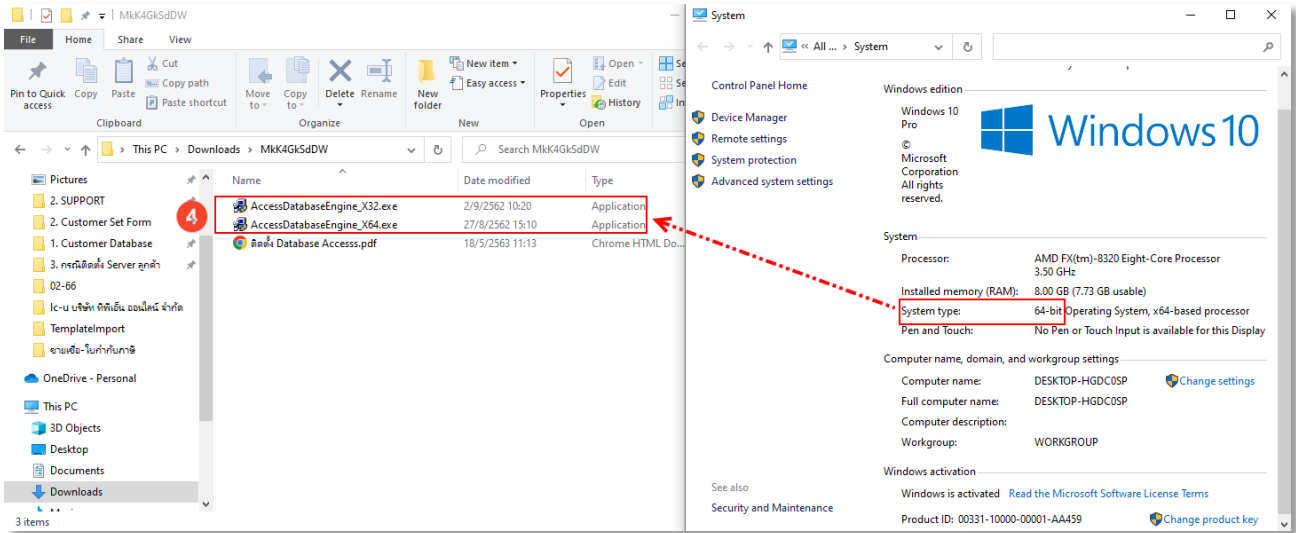 MkK4GkSdDW
File Home Share View
Pin to Quick access
Copy
Paste
Cut
Copy path
Paste shortcut
Clipboard
Move to
Copy to
Delete
Rename
Organize
New folder
New item
Easy access
New
Properties
Open
Edit
History
Open
Se
Se
In
This PC > Downloads > MkK4GkSdDW
Search MkK4GkSdDW
Pictures
2. SUPPORT
2. Customer Set Form
1. Customer Database
3. กรณีติดตั้ง Server ลูกค้า
02-66
Ic-u บริษัท ทีพีเอ็น ออนไลน์ จำกัด
TemplateImport
ขายเชื่อ-ใบกำกับภาษี
OneDrive - Personal
This PC
3D Objects
Desktop
Documents
Downloads
3 items
Name Date modified Type
4
AccessDatabaseEngine_X32.exe 2/9/2562 10:20 Application
AccessDatabaseEngine_X64.exe 27/8/2562 15:10 Application
ติดตั้ง Database Accesss.pdf 18/5/2563 11:13 Chrome HTML Do...
System
« All ... > System
Control Panel Home
Device Manager
Remote settings
System protection
Advanced system settings
See also
Security and Maintenance
Windows edition
Windows 10
Pro
©
Microsoft
Corporation
All rights
reserved.
Windows 10
System
Processor: AMD FX(tm)-8320 Eight-Core Processor
3.50 GHz
Installed memory (RAM): 8.00 GB (7.73 GB usable)
System type: 64-bit Operating System, x64-based processor
Pen and Touch: No Pen or Touch Input is available for this Display
Computer name, domain, and workgroup settings
Computer name: DESKTOP-HGDC0SP Change settings
Full computer name: DESKTOP-HGDC0SP
Computer description:
Workgroup: WORKGROUP
Windows activation
Windows is activated Read the Microsoft Software License Terms
Product ID: 00331-10000-00001-AA459 Change product key